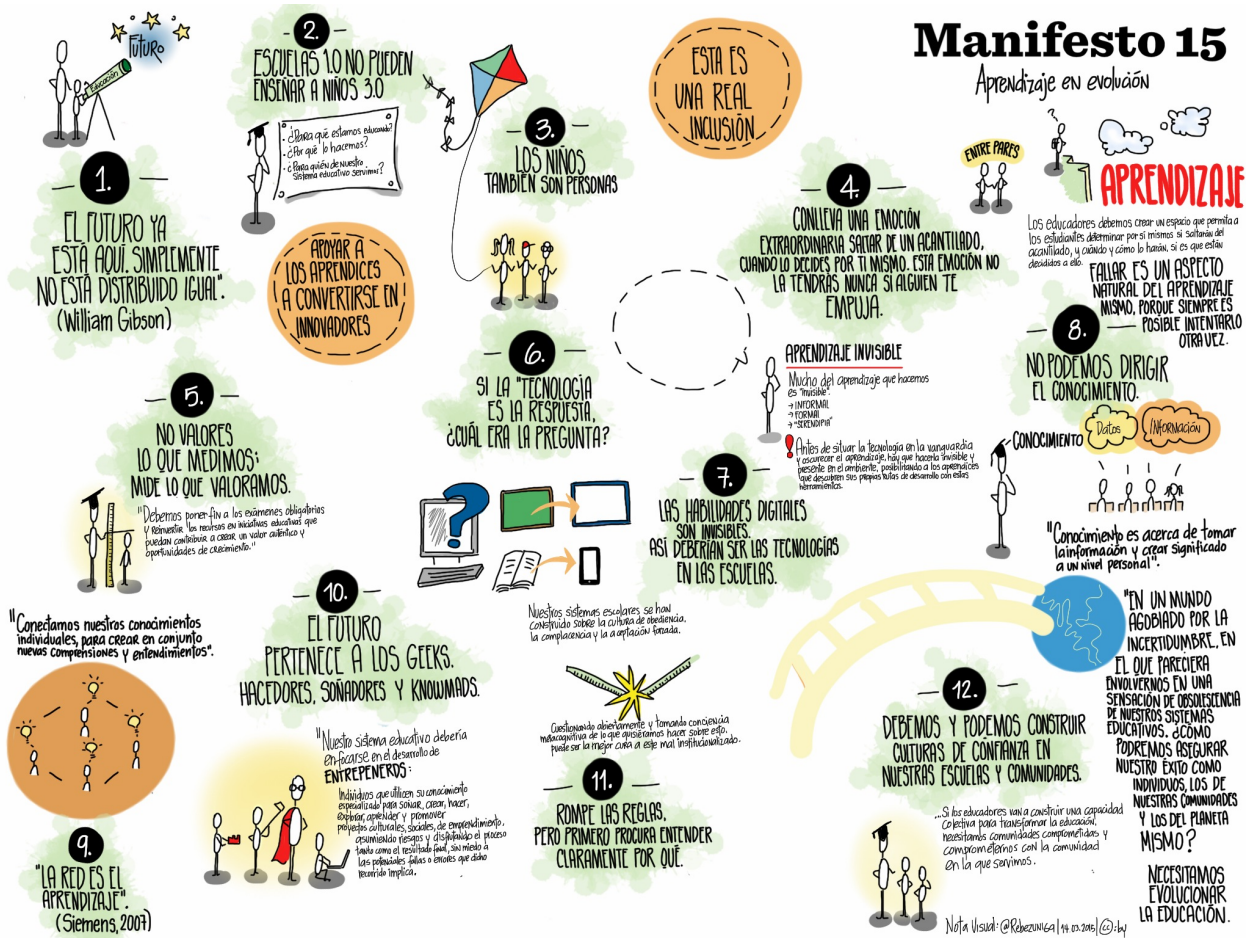 Manifesto 15
Aprendizaje en evolución
FUTURO
Educación
1.
EL FUTURO YA
ESTÁ AQUÍ. SIMPLEMENTE
NO ESTÁ DISTRIBUIDO IGUAL".
(William Gibson)
2.
ESCUELAS 1.0 NO PUEDEN
ENSEÑAR A NIÑOS 3.0
- ¿Para qué estamos educando?
- ¿Por qué lo hacemos?
- ¿Para quién de nuestro
sistema educativo servimos?
APOYAR A
LOS APRENDICES
A CONVERTIRSE EN
INNOVADORES
3.
LOS NIÑOS
TAMBIÉN SON PERSONAS
ESTA ES
UNA REAL
INCLUSIÓN
4.
CONLLEVA UNA EMOCIÓN
EXTRAORDINARIA SALTAR DE UN ACANTILADO,
CUANDO LO DECIDES POR TI MISMO. ESTA EMOCIÓN NO
LA TENDRAS NUNCA SI ALGUIEN TE
EMPUJA.
ENTRE PARES
APRENDIZAJE
Los educadores debemos crear un espacio que permita a
los estudiantes determinar por si mismos si saltarán del
acantilado, y cuándo y cómo lo harán, si es que están
decididos a ello.
FALLAR ES UN ASPECTO
NATURAL DEL APRENDIZAJE
MISMO, PORQUE SIEMPRE ES
POSIBLE INTENTARLO
OTRA VEZ.
5.
NO VALORES
LO QUE MEDIMOS;
MIDE LO QUE VALORAMOS.
"Debemos poner fin a los exámenes obligatorios
y reinvertir los recursos en iniciativas educativas que
puedan contribuir a crear un valor auténtico y
oportunidades de crecimiento."
6.
SI LA "TECNOLOGÍA
ES LA RESPUESTA,
¿CUÁL ERA LA PREGUNTA?
?
APRENDIZAJE INVISIBLE
Mucho del aprendizaje que hacemos
es "invisible".
→ INFORMAL
→ FORMAL
→ "SERENDIPIA"
! Antes de situar la tecnología en la vanguardia
y oscurecer el aprendizaje, hay que hacerla invisible y
presente en el ambiente, posibilitando a los aprendices
que descubren sus propias rutas de desarrollo con estas
herramientas.
7.
LAS HABILIDADES DIGITALES
SON INVISIBLES.
ASÍ DEBERÍAN SER LAS TECNOLOGÍAS
EN LAS ESCUELAS.
8.
NO PODEMOS DIRIGIR
EL CONOCIMIENTO.
CONOCIMIENTO
Datos
INFORMACIÓN
"Conocimiento es acerca de tomar
la información y crear significado
a un nivel personal".
"Conectamos nuestros conocimientos
individuales, para crear en conjunto
nuevas comprensiones y entendimientos".
9.
"LA RED ES EL
APRENDIZAJE".
(Siemens, 2007)
10.
EL FUTURO
PERTENECE A LOS GEEKS.
HACEDORES, SOÑADORES Y KNOWMADS.
"Nuestro sistema educativo debería
enfocarse en el desarrollo de
ENTREPENERDS:
Individuos que utilicen su conocimiento
especializado para soñar, crear, hacer,
explorar, aprender y promover
proyectos culturales, sociales, de emprendimiento,
asumiendo riesgos y disfrutando el proceso
tanto como el resultado final, sin miedo a
las potenciales fallas o errores que dicho
recorrido implica.
Nuestros sistemas escolares se han
construido sobre la cultura de obediencia,
la complacencia y la aceptación forzada.
Cuestionando abiertamente y tomando conciencia
metacognitiva de lo que quisiéramos hacer sobre esto,
puede ser la mejor cura a este mal institucionalizado.
11.
ROMPE LAS REGLAS,
PERO PRIMERO PROCURA ENTENDER
CLARAMENTE POR QUÉ.
12.
DEBEMOS Y PODEMOS CONSTRUIR
CULTURAS DE CONFIANZA EN
NUESTRAS ESCUELAS Y COMUNIDADES.
...Si los educadores van a construir una capacidad
colectiva para transformar la educación,
necesitamos comunidades comprometidas y
comprometernos con la comunidad
en la que servimos.
"EN UN MUNDO
AGOBIADO POR LA
INCERTIDUMBRE, EN
EL QUE PARECIERA
ENVOLVERNOS EN UNA
SENSACIÓN DE OBSOLESCENCIA
DE NUESTROS SISTEMAS
EDUCATIVOS. ¿CÓMO
PODREMOS ASEGURAR
NUESTRO ÉXITO COMO
INDIVIDUOS, LOS DE
NUESTRAS COMUNIDADES
Y LOS DEL PLANETA
MISMO?
NECESITAMOS
EVOLUCIONAR
LA EDUCACIÓN.
Nota Visual: @Rebezuniga | 14.03.2015 | (cc): by